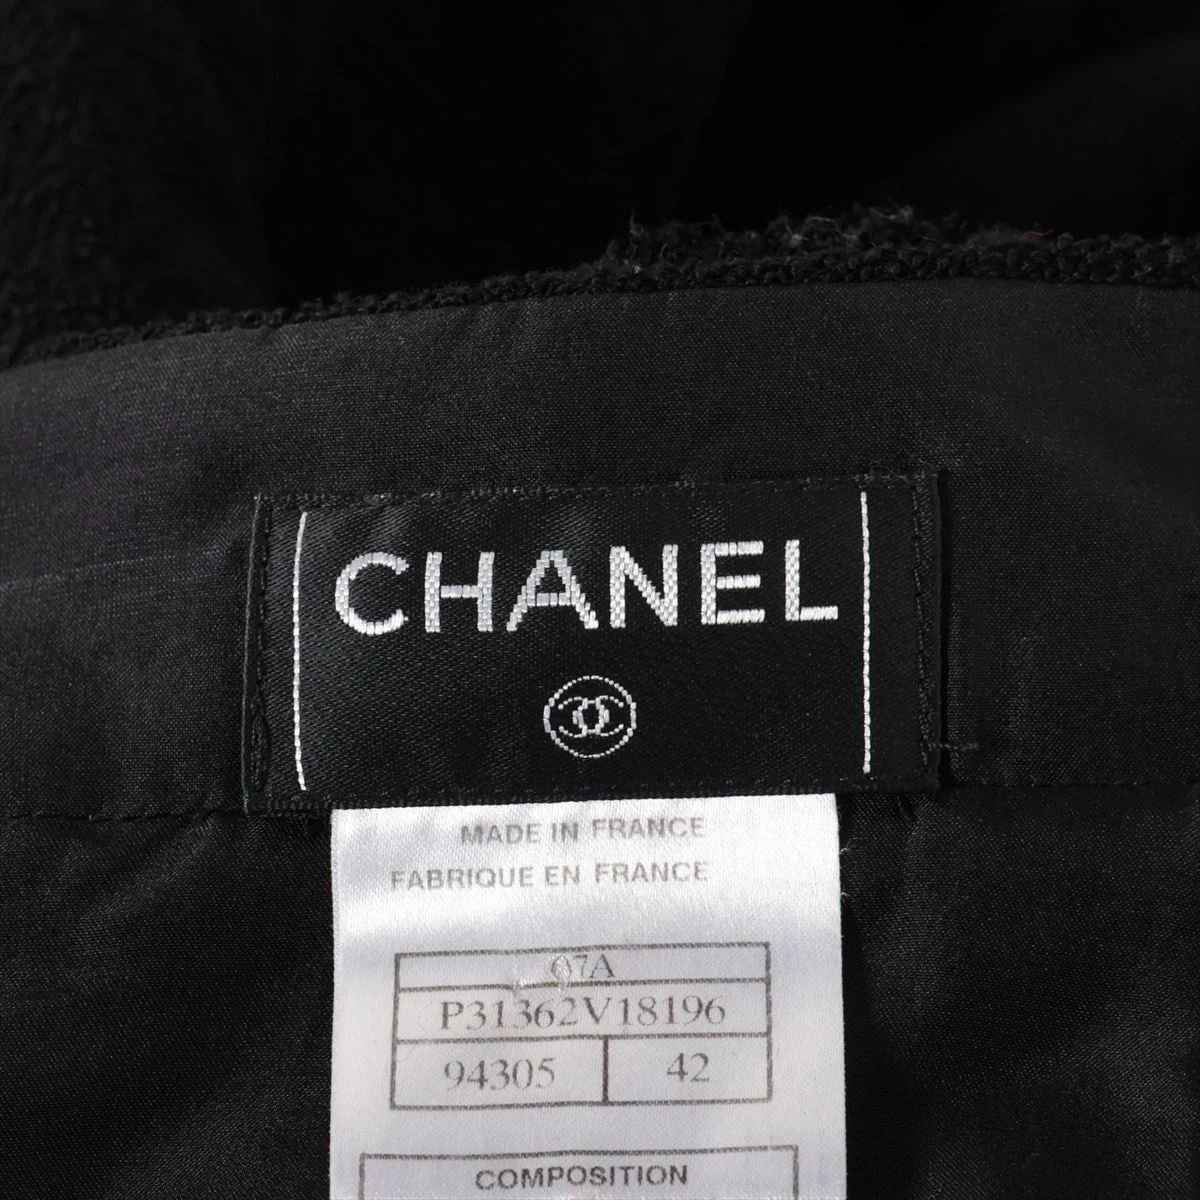 CHANEL
MADE IN FRANCE
FABRIQUE EN FRANCE
07A
P31362V18196
94305 42
COMPOSITION